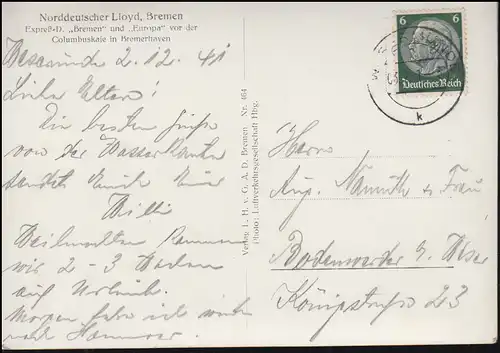 Norddeutscher Lloyd, Bremen
Expreß-D. „Bremen" und „Europa" vor der
Columbuskaje in Bremerhaven
2. 12. 41
Liebe Eltern!
Die besten Grüße
von der Wasserkante
sendet Euch Euer
Willi
Weihnachten kommen
wir 2 - 3 Wochen
auf Urlaub.
Morgen fahre ich wieder
nach Hannover
Verlag L. H. v. G. A. D. Bremen Nr. 464
(Photo) Luftverkehrsgesellschaft Hbg.
6 6
Deutsches Reich
k
Herrn
Aug. u. Frau
Bodenwerder a. Weser
Königstraße 23